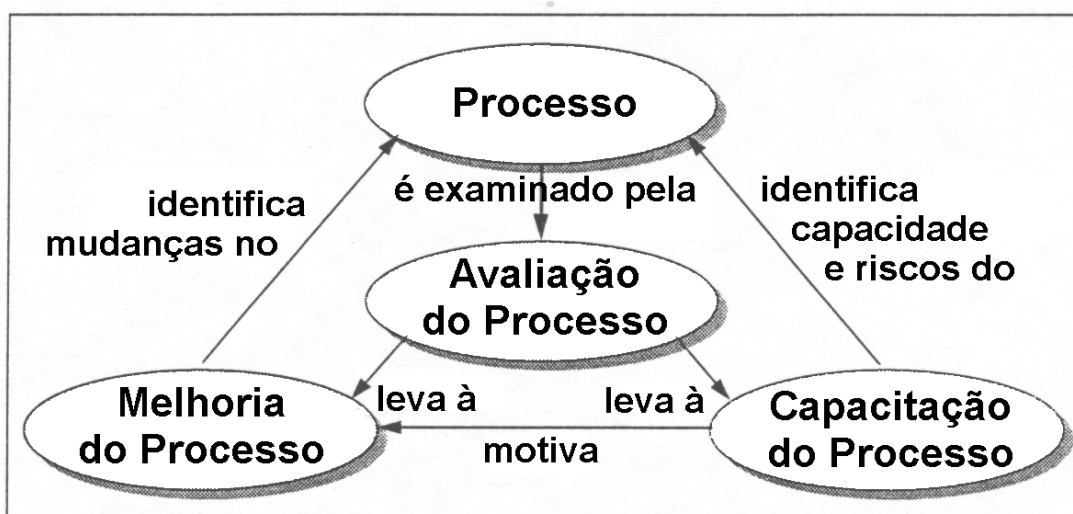 Processo
é examinado pela
identifica
mudanças no
identifica
capacidade
e riscos do
Avaliação
do Processo
leva à
leva à
Melhoria
do Processo
motiva
Capacitação
do Processo